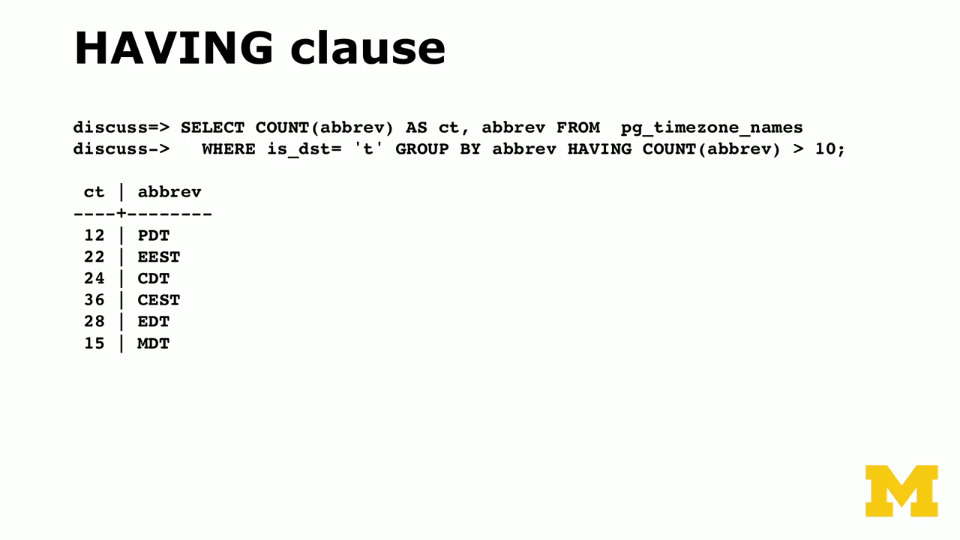 HAVING clause
discuss=> SELECT COUNT(abbrev) AS ct, abbrev FROM  pg_timezone_names
discuss->   WHERE is_dst= 't' GROUP BY abbrev HAVING COUNT(abbrev) > 10;
 ct | abbrev
----+--------
 12 | PDT
 22 | EEST
 24 | CDT
 36 | CEST
 28 | EDT
 15 | MDT
M